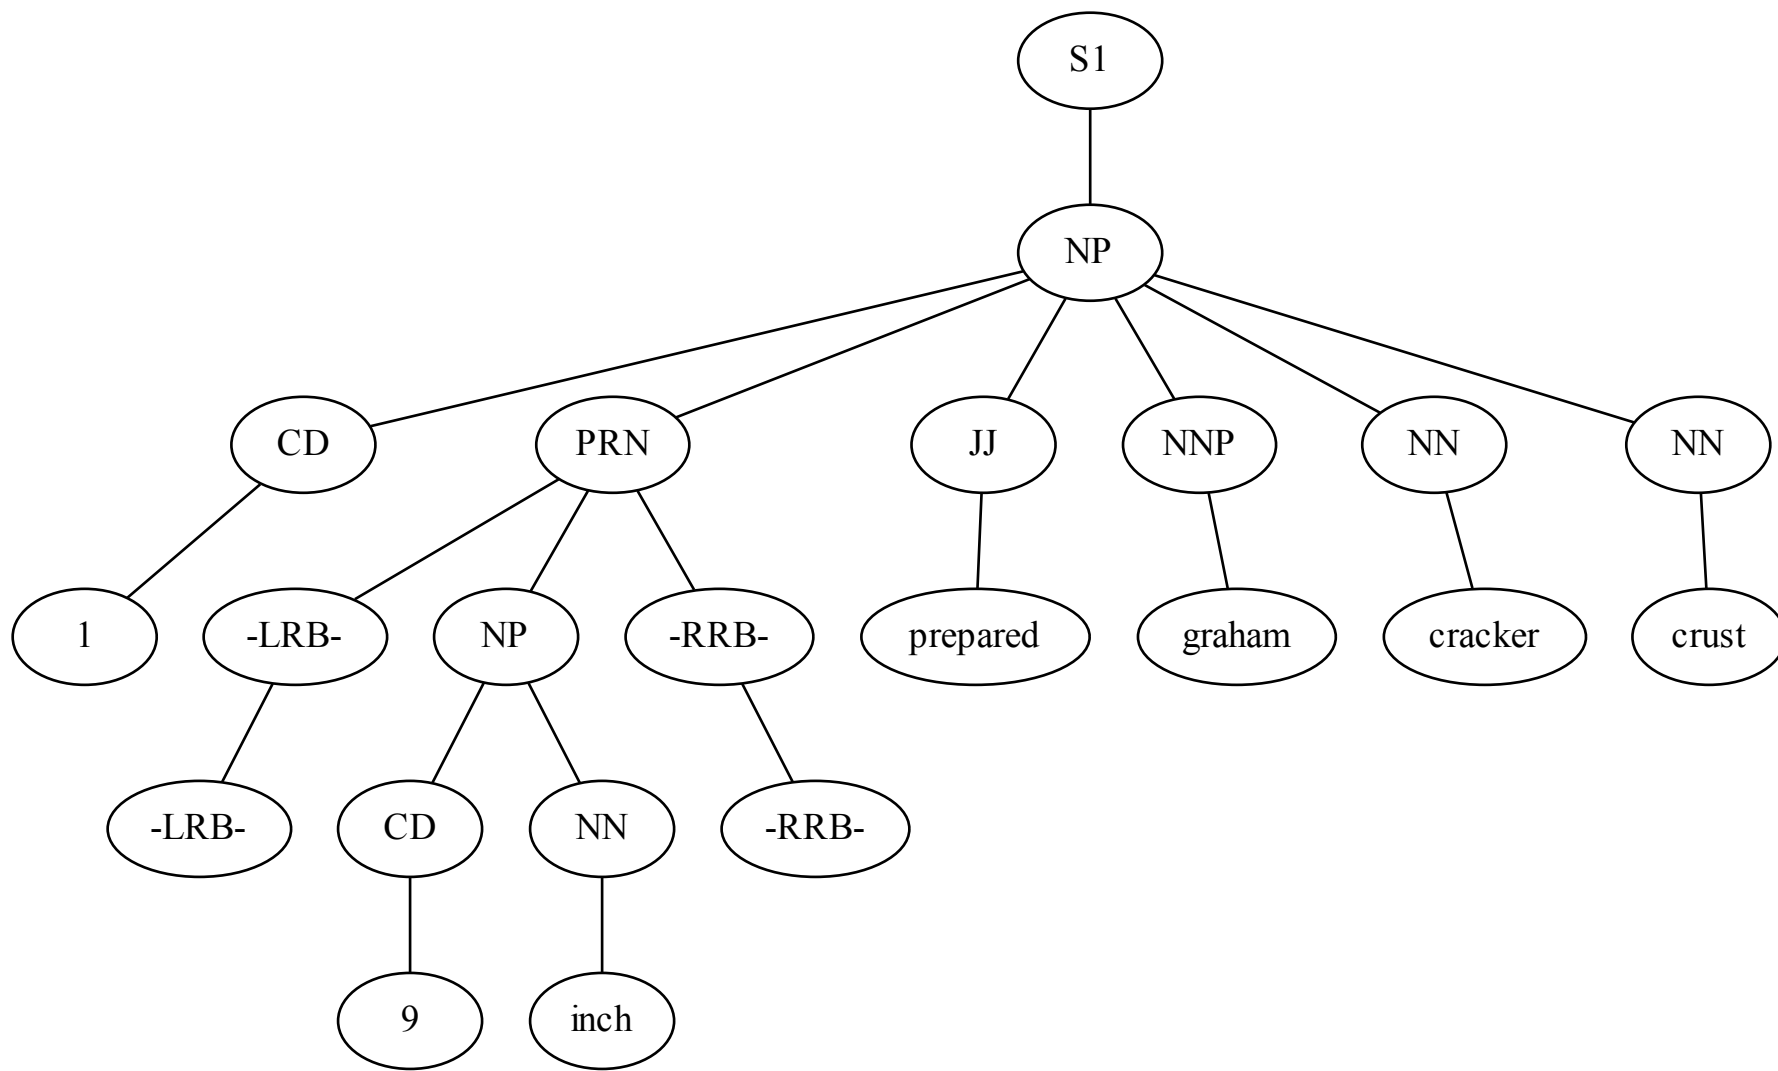 S1
NP
CD PRN JJ NNP NN NN
1 -LRB- NP -RRB- prepared graham cracker crust
-LRB- CD NN -RRB-
9 inch